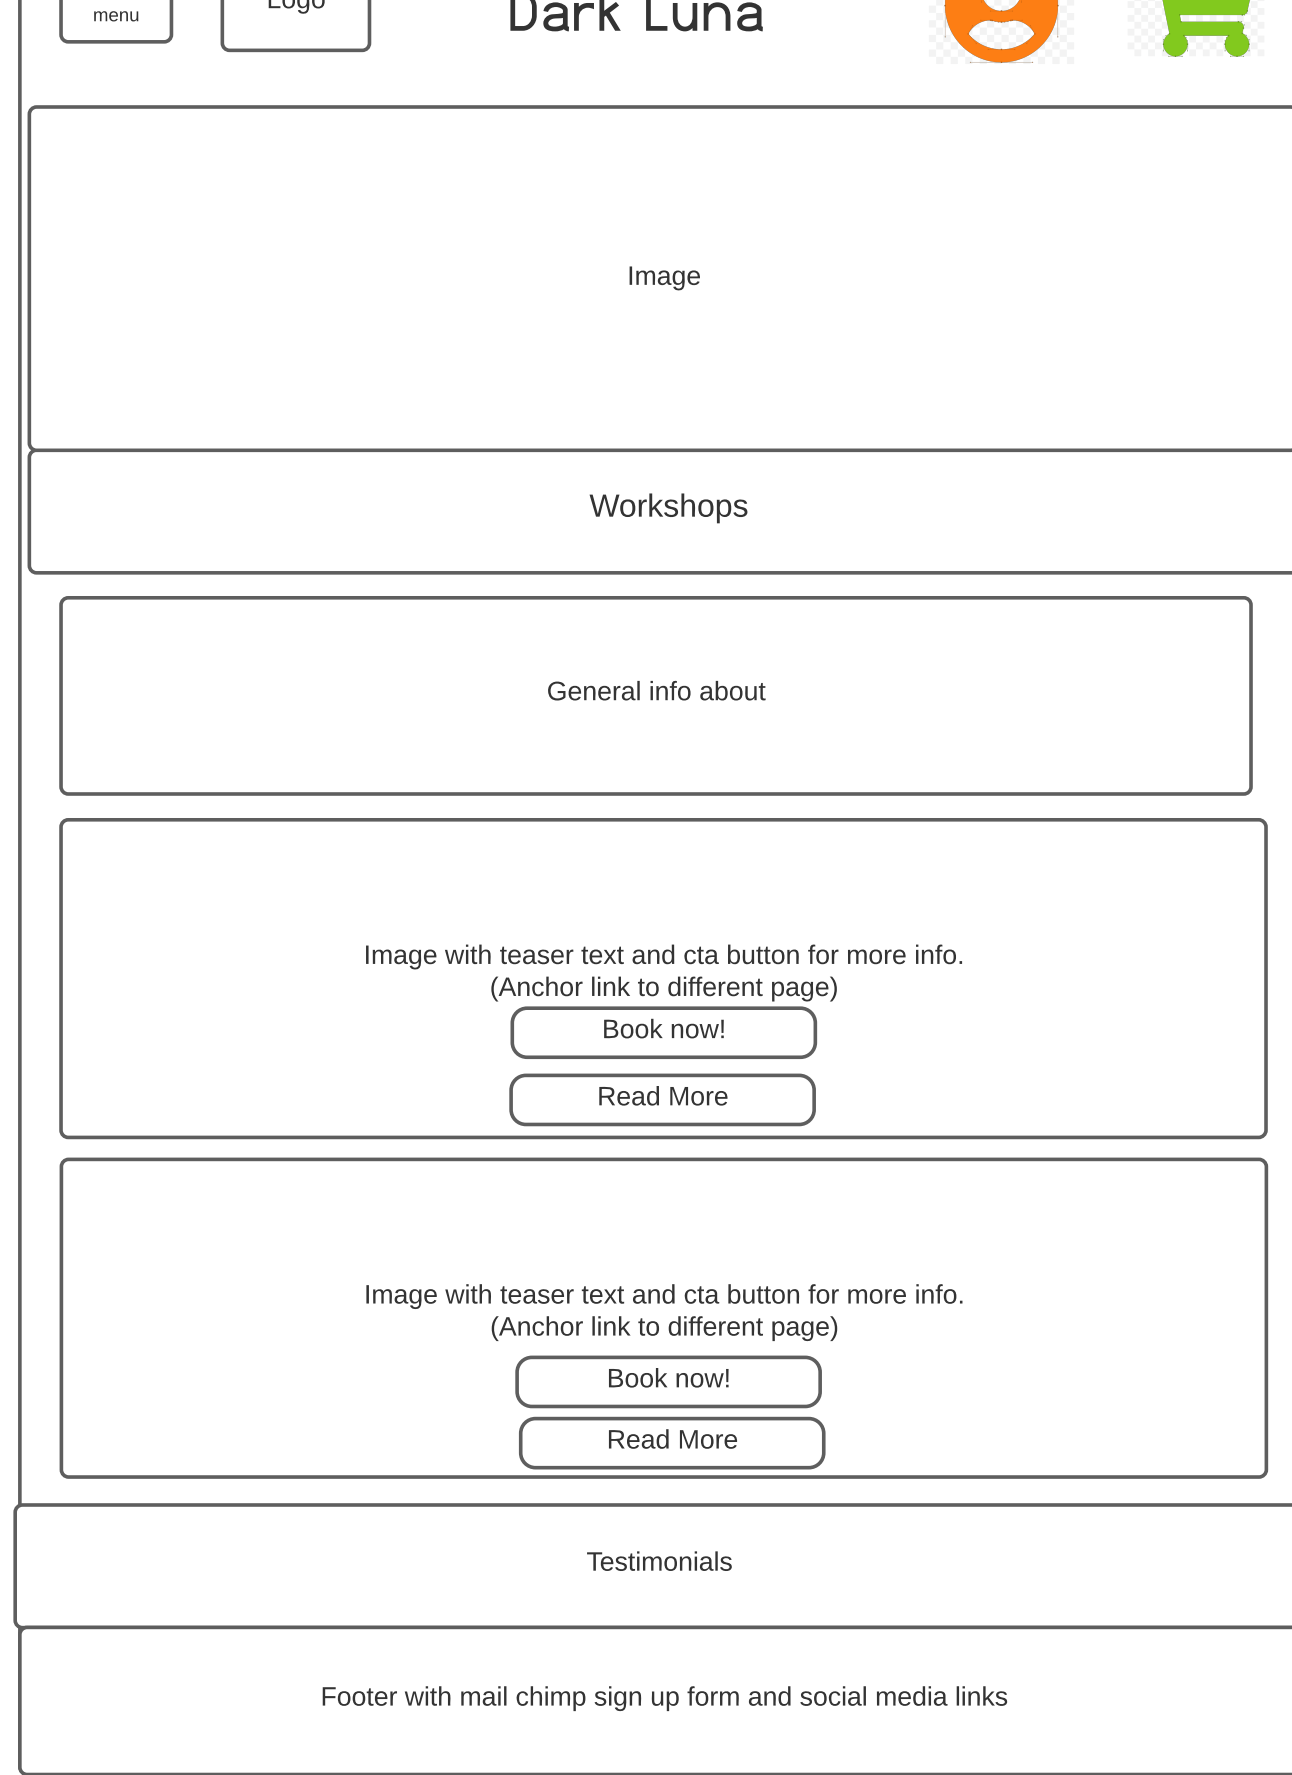 menu
Logo
Dark Luna
Image
Workshops
General info about
Image with teaser text and cta button for more info.
(Anchor link to different page)
Book now!
Read More
Image with teaser text and cta button for more info.
(Anchor link to different page)
Book now!
Read More
Testimonials
Footer with mail chimp sign up form and social media links